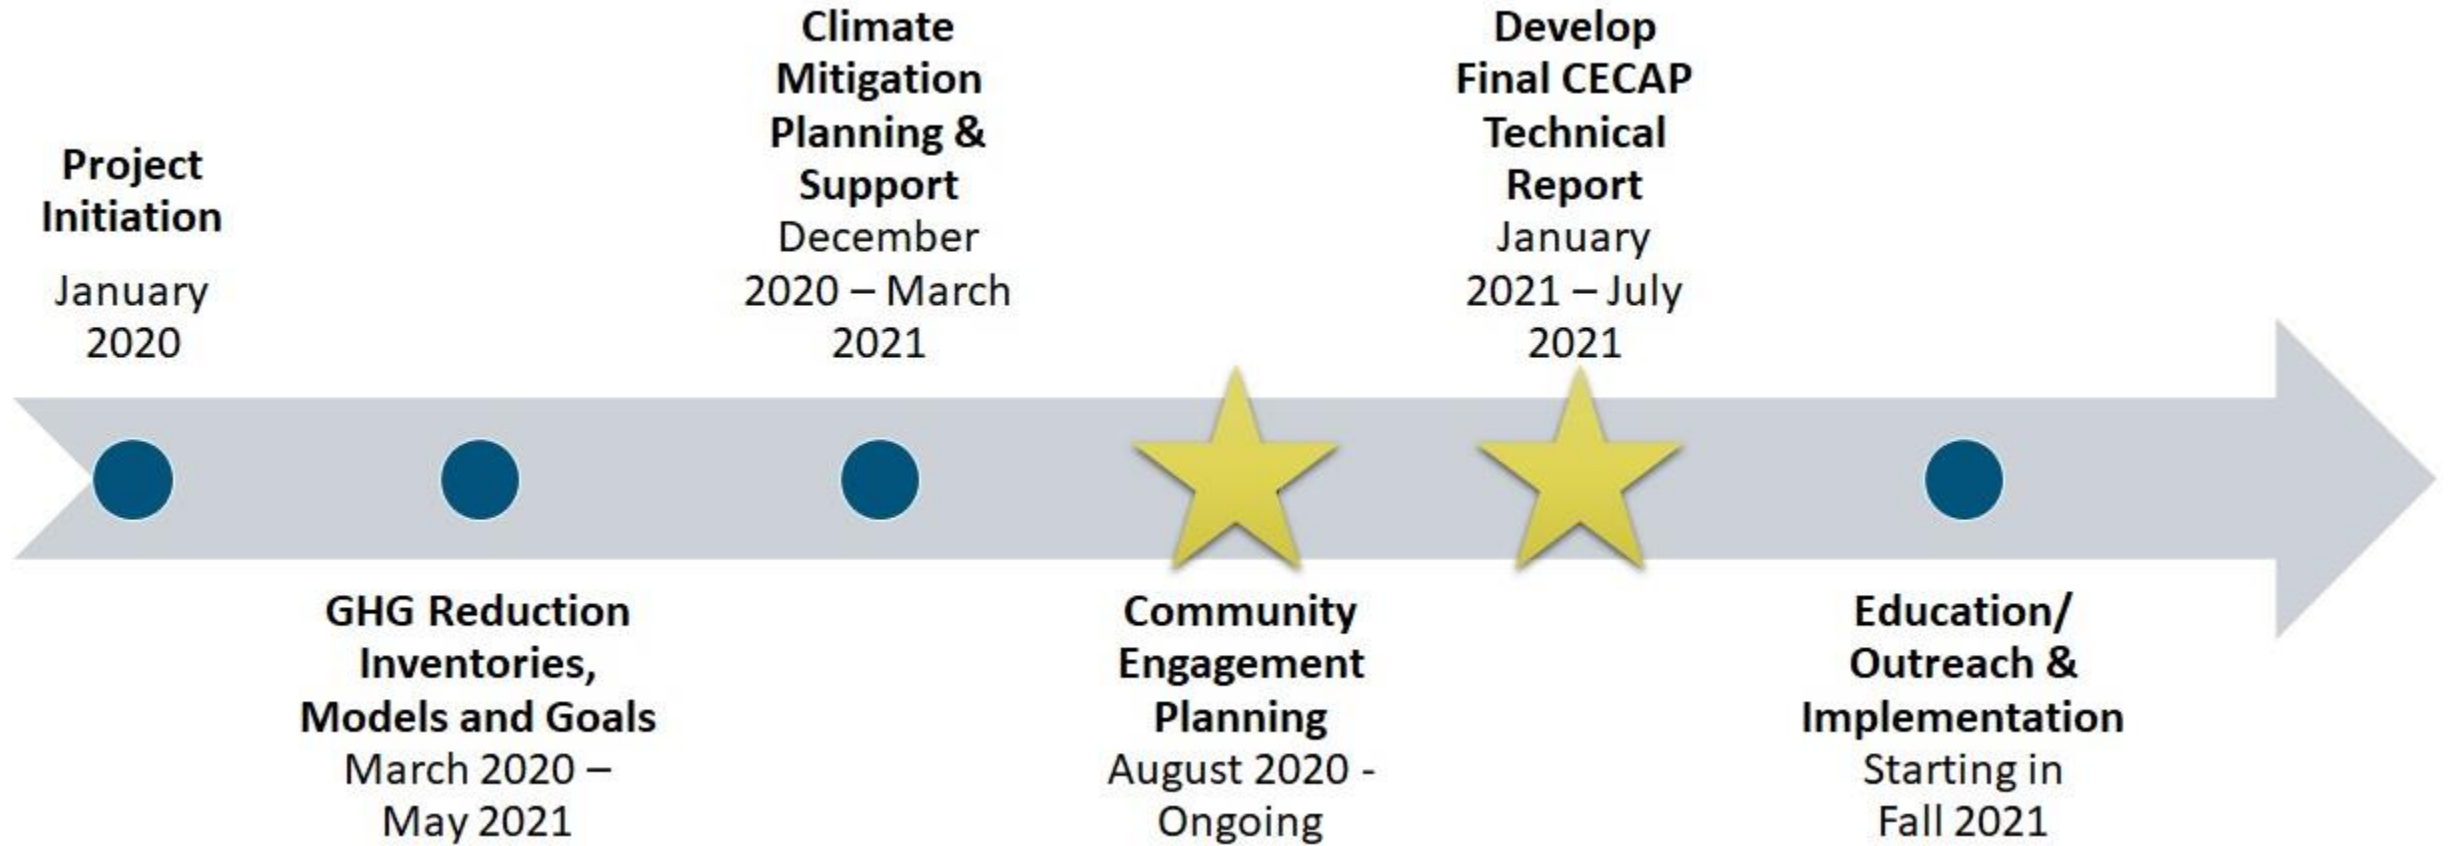 Project
Initiation
January
2020
GHG Reduction
Inventories,
Models and Goals
March 2020 –
May 2021
Climate
Mitigation
Planning &
Support
December
2020 – March
2021
Community
Engagement
Planning
August 2020 -
Ongoing
Develop
Final CECAP
Technical
Report
January
2021 – July
2021
Education/
Outreach &
Implementation
Starting in
Fall 2021